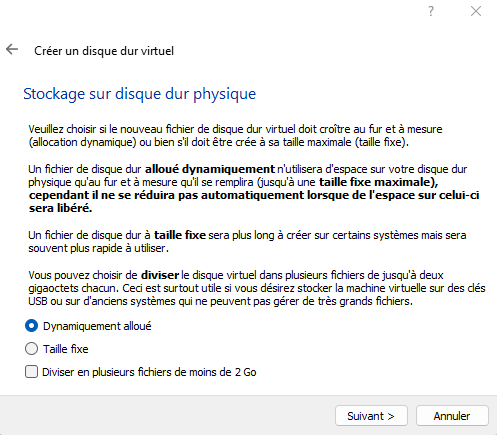 ?
Créer un disque dur virtuel
Stockage sur disque dur physique
Veuillez choisir si le nouveau fichier de disque dur virtuel doit croître au fur et à mesure
(allocation dynamique) ou bien s'il doit être crée à sa taille maximale (taille fixe).
Un fichier de disque dur alloué dynamiquement n'utilisera d'espace sur votre disque dur
physique qu'au fur et à mesure qu'il se remplira (jusqu'à une taille fixe maximale),
cependant il ne se réduira pas automatiquement lorsque de l'espace sur celui-ci
sera libéré.
Un fichier de disque dur à taille fixe sera plus long à créer sur certains systèmes mais sera
souvent plus rapide à utiliser.
Vous pouvez choisir de diviser le disque virtuel dans plusieurs fichiers de jusqu'à deux
gigaoctets chacun. Ceci est surtout utile si vous désirez stocker la machine virtuelle sur des clés
USB ou sur d'anciens systèmes qui ne peuvent pas gérer de très grands fichiers.
Dynamiquement alloué
Taille fixe
Diviser en plusieurs fichiers de moins de 2 Go
Suivant > Annuler